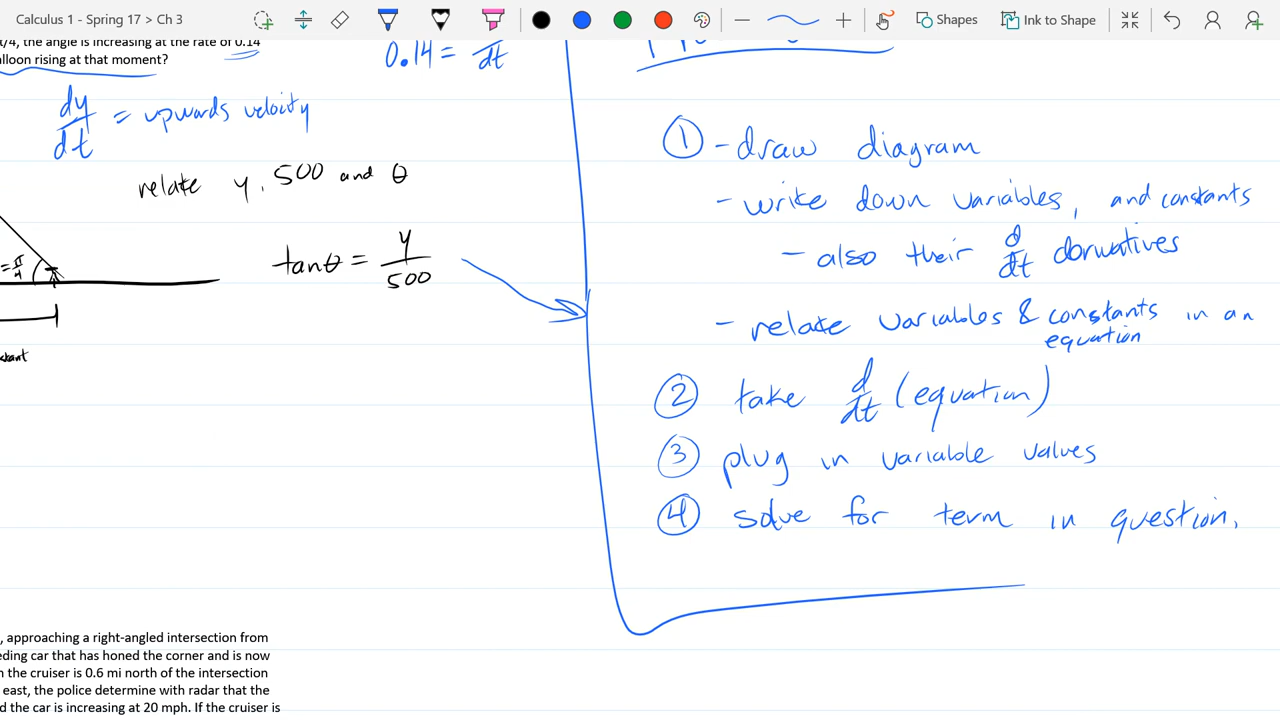 Calculus 1 - Spring 17 > Ch 3
Shapes
Ink to Shape
/4, the angle is increasing at the rate of 0.14
lloon rising at that moment?
0.14 = dt
dy/dt = upwards velocity
relate y, 500 and θ
tanθ = y/500
= π/4
stant
① - draw diagram
- write down variables, and constants
- also their d/dt dorivatives
- relate variables & constants in an
equation
② take d/dt (equation)
③ plug in variable values
④ solve for term in question.
, approaching a right-angled intersection from
eding car that has honed the corner and is now
n the cruiser is 0.6 mi north of the intersection
east, the police determine with radar that the
d the car is increasing at 20 mph. If the cruiser is